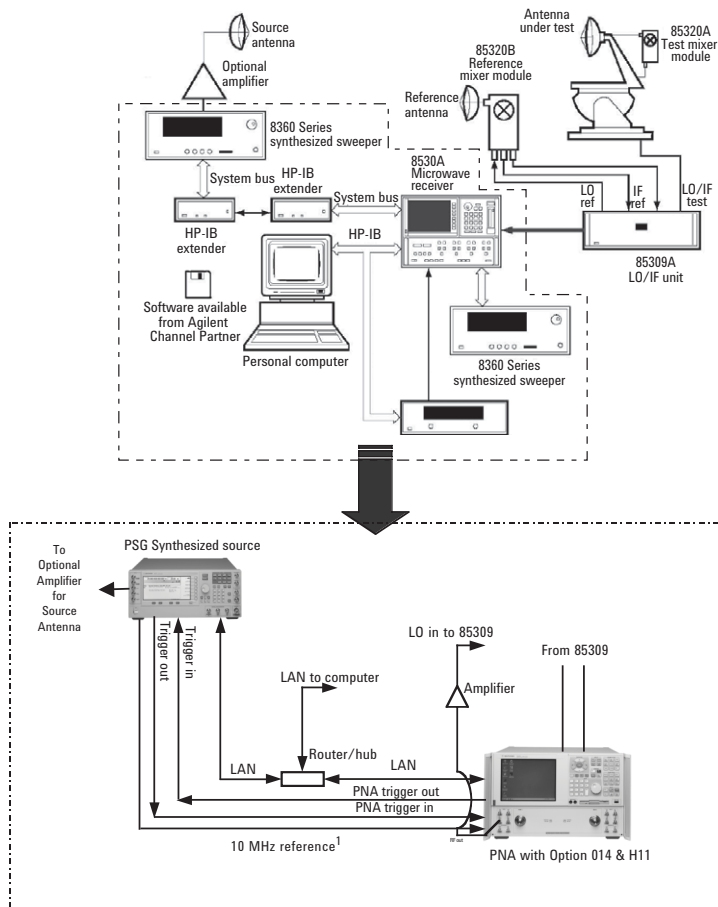 Source
antenna
Optional
amplifier
8360 Series
synthesized sweeper
System bus
HP-IB
extender
HP-IB
extender
System bus
HP-IB
Software available
from Agilent
Channel Partner
Personal computer
8530A
Microwave
receiver
8360 Series
synthesized sweeper
Reference
antenna
85320B
Reference
mixer module
Antenna
under test
85320A
Test mixer
module
LO
ref
IF
ref
LO/IF
test
85309A
LO/IF unit
To
Optional
Amplifier
for
Source
Antenna
PSG Synthesized source
Trigger out
Trigger in
LAN to computer
Router/hub
LAN
LAN
LO in to 85309
Amplifier
From 85309
PNA trigger out
PNA trigger in
10 MHz reference1
RF out
PNA with Option 014 & H11